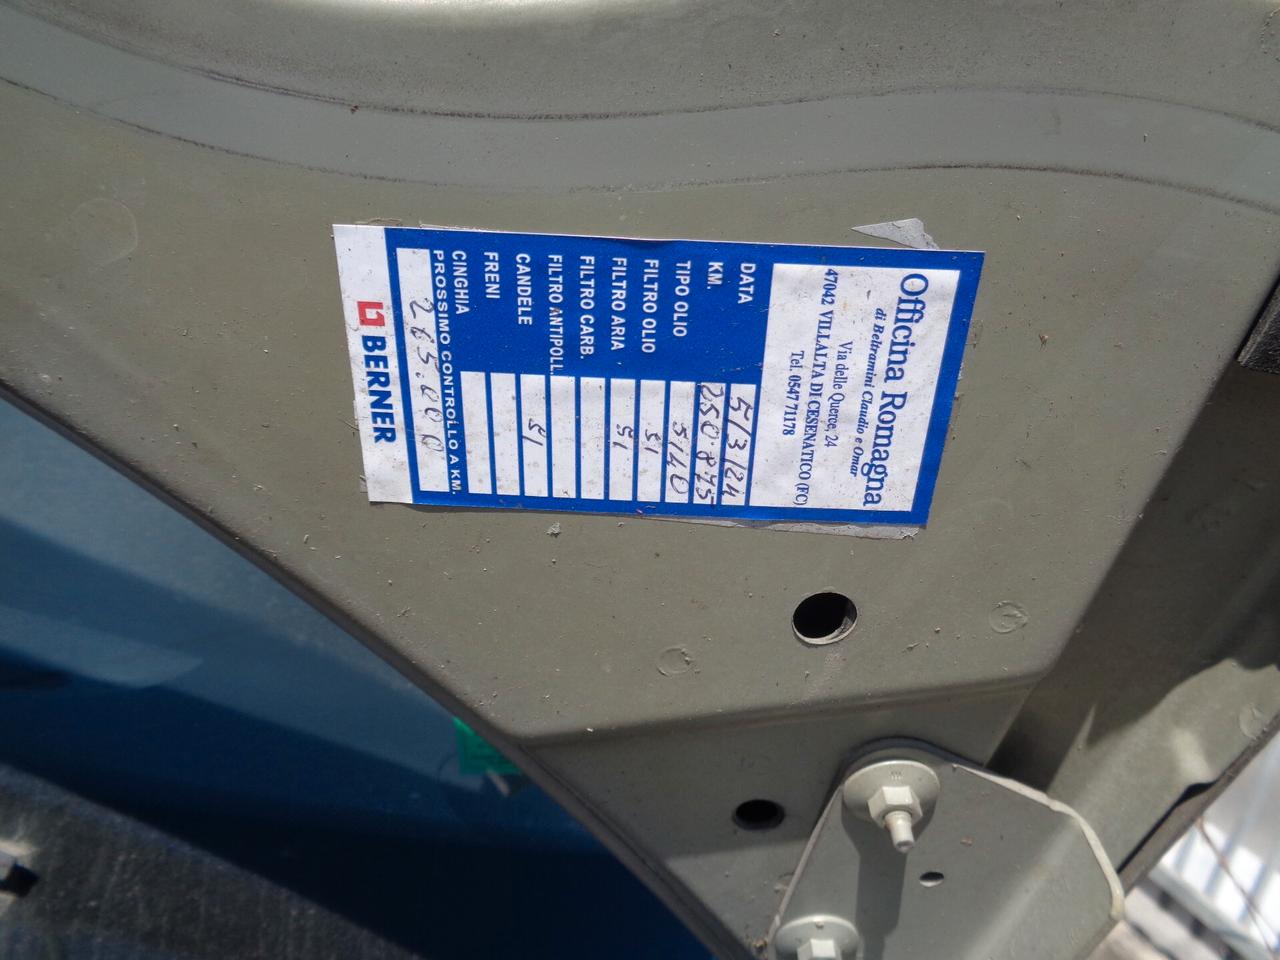 Officina Romagna
di Beltramini Claudio e Omar
Via delle Querce, 24
47042 VILLALTA DI CESENATICO (FC)
Tel. 0547 71178
DATA 5/3/24
KM. 250.875
TIPO OLIO 5/40
FILTRO OLIO SI
FILTRO ARIA SI
FILTRO CARB.
FILTRO ANTIPOLL.
CANDELE SI
FRENI
CINGHIA
PROSSIMO CONTROLLO A KM.
265.000
BERNER